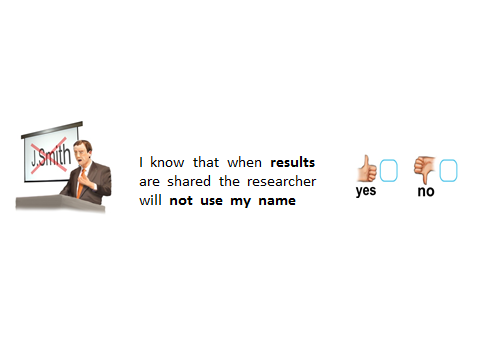 J.Smith
I know that when results
are shared the researcher
will not use my name
yes
no